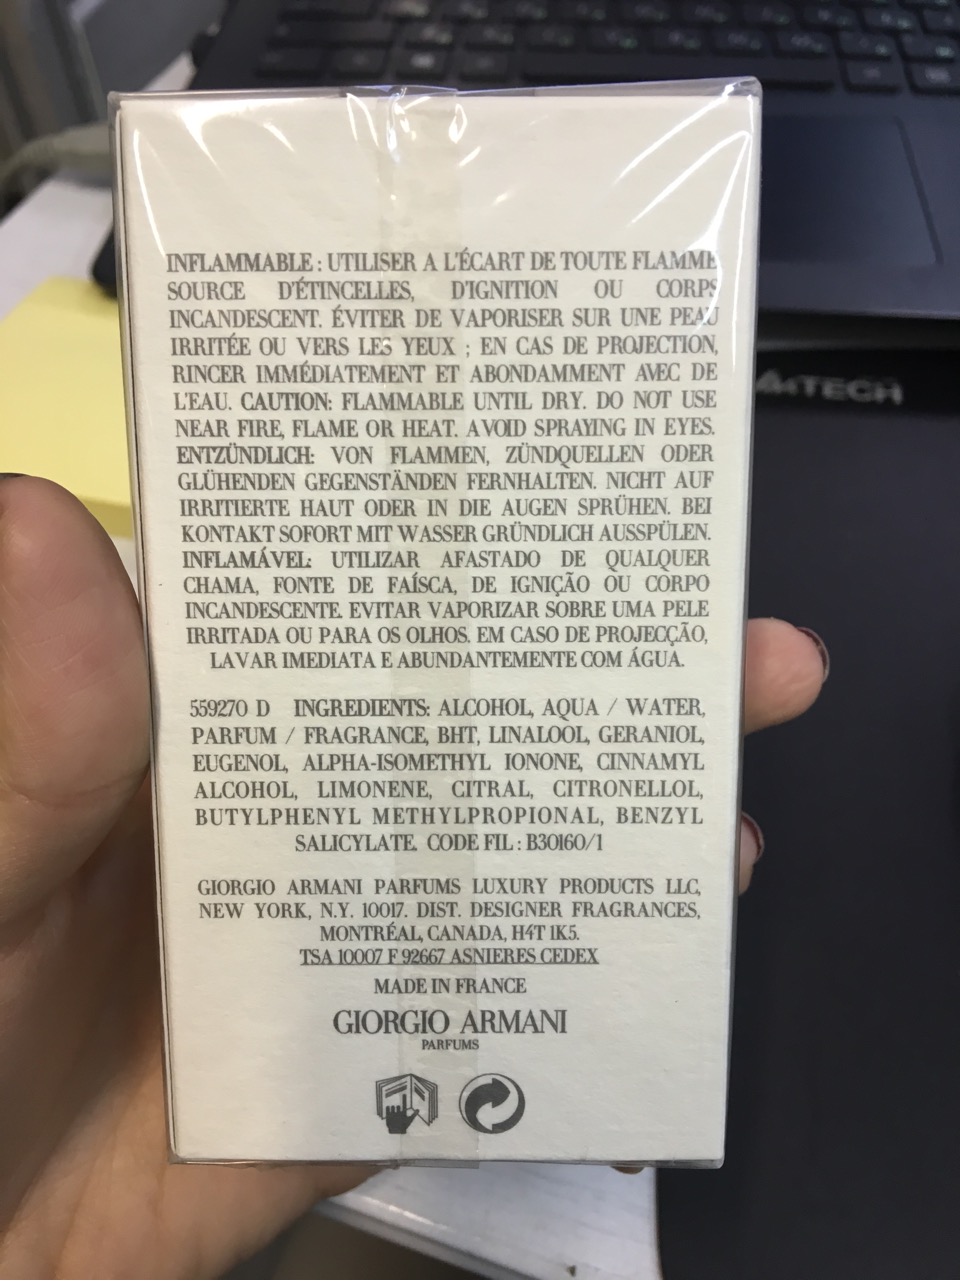 INFLAMMABLE : UTILISER A L'ÉCART DE TOUTE FLAMME
SOURCE D'ÉTINCELLES, D'IGNITION OU CORPS
INCANDESCENT. ÉVITER DE VAPORISER SUR UNE PEAU
IRRITÉE OU VERS LES YEUX ; EN CAS DE PROJECTION,
RINCER IMMÉDIATEMENT ET ABONDAMMENT AVEC DE
L'EAU. CAUTION: FLAMMABLE UNTIL DRY. DO NOT USE
NEAR FIRE, FLAME OR HEAT. AVOID SPRAYING IN EYES.
ENTZÜNDLICH: VON FLAMMEN, ZÜNDQUELLEN ODER
GLÜHENDEN GEGENSTÄNDEN FERNHALTEN. NICHT AUF
IRRITIERTE HAUT ODER IN DIE AUGEN SPRÜHEN. BEI
KONTAKT SOFORT MIT WASSER GRÜNDLICH AUSSPÜLEN.
INFLAMÁVEL: UTILIZAR AFASTADO DE QUALQUER
CHAMA, FONTE DE FAÍSCA, DE IGNIÇÃO OU CORPO
INCANDESCENTE. EVITAR VAPORIZAR SOBRE UMA PELE
IRRITADA OU PARA OS OLHOS. EM CASO DE PROJECÇÃO,
LAVAR IMEDIATA E ABUNDANTEMENTE COM ÁGUA.
559270 D INGREDIENTS: ALCOHOL, AQUA / WATER,
PARFUM / FRAGRANCE, BHT, LINALOOL, GERANIOL,
EUGENOL, ALPHA-ISOMETHYL IONONE, CINNAMYL
ALCOHOL, LIMONENE, CITRAL, CITRONELLOL,
BUTYLPHENYL METHYLPROPIONAL, BENZYL
SALICYLATE. CODE FIL : B30160/1
GIORGIO ARMANI PARFUMS LUXURY PRODUCTS LLC,
NEW YORK, N.Y. 10017. DIST. DESIGNER FRAGRANCES,
MONTRÉAL, CANADA, H4T 1K5.
TSA 10007 F 92667 ASNIERES CEDEX
MADE IN FRANCE
GIORGIO ARMANI
PARFUMS
A4TECH